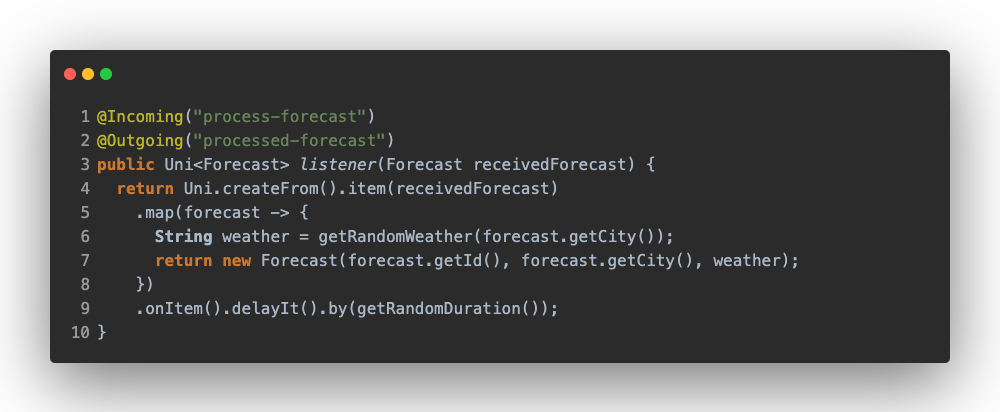 1 @Incoming("process-forecast")
2 @Outgoing("processed-forecast")
3 public Uni<Forecast> listener(Forecast receivedForecast) {
4   return Uni.createFrom().item(receivedForecast)
5     .map(forecast -> {
6       String weather = getRandomWeather(forecast.getCity());
7       return new Forecast(forecast.getId(), forecast.getCity(), weather);
8     })
9     .onItem().delayIt().by(getRandomDuration());
10 }